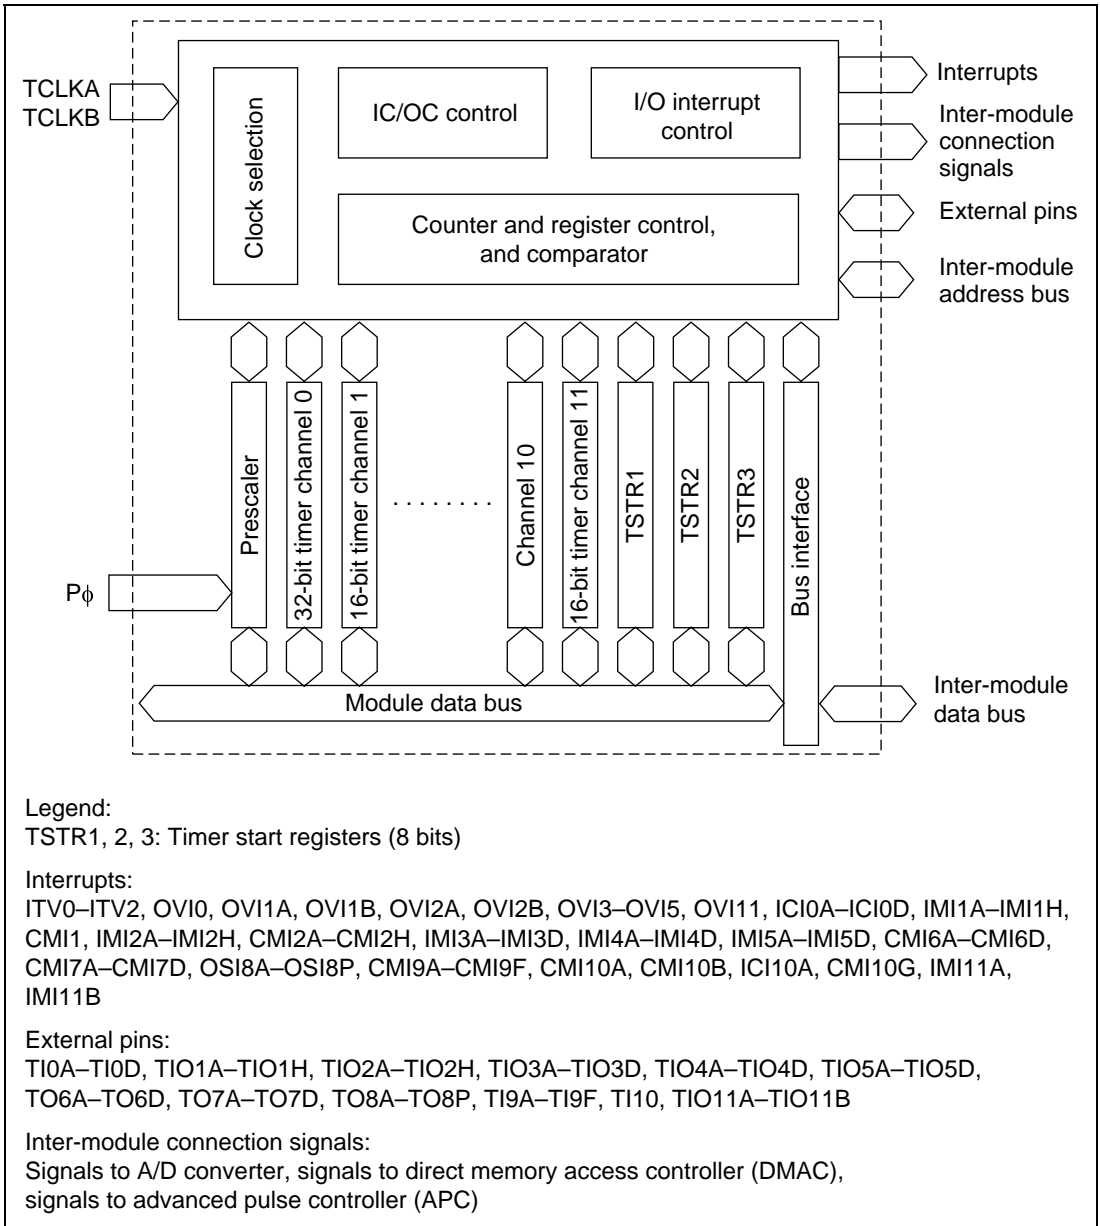 TCLKA
TCLKB
Clock selection
IC/OC control
I/O interrupt
control
Counter and register control,
and comparator
Interrupts
Inter-module
connection
signals
External pins
Inter-module
address bus
Prescaler
32-bit timer channel 0
16-bit timer channel 1
. . . . . . . .
Channel 10
16-bit timer channel 11
TSTR1
TSTR2
TSTR3
Bus interface
Pϕ
Module data bus
Inter-module
data bus
Legend:
TSTR1, 2, 3: Timer start registers (8 bits)
Interrupts:
ITV0–ITV2, OVI0, OVI1A, OVI1B, OVI2A, OVI2B, OVI3–OVI5, OVI11, ICI0A–ICI0D, IMI1A–IMI1H,
CMI1, IMI2A–IMI2H, CMI2A–CMI2H, IMI3A–IMI3D, IMI4A–IMI4D, IMI5A–IMI5D, CMI6A–CMI6D,
CMI7A–CMI7D, OSI8A–OSI8P, CMI9A–CMI9F, CMI10A, CMI10B, ICI10A, CMI10G, IMI11A,
IMI11B
External pins:
TI0A–TI0D, TIO1A–TIO1H, TIO2A–TIO2H, TIO3A–TIO3D, TIO4A–TIO4D, TIO5A–TIO5D,
TO6A–TO6D, TO7A–TO7D, TO8A–TO8P, TI9A–TI9F, TI10, TIO11A–TIO11B
Inter-module connection signals:
Signals to A/D converter, signals to direct memory access controller (DMAC),
signals to advanced pulse controller (APC)